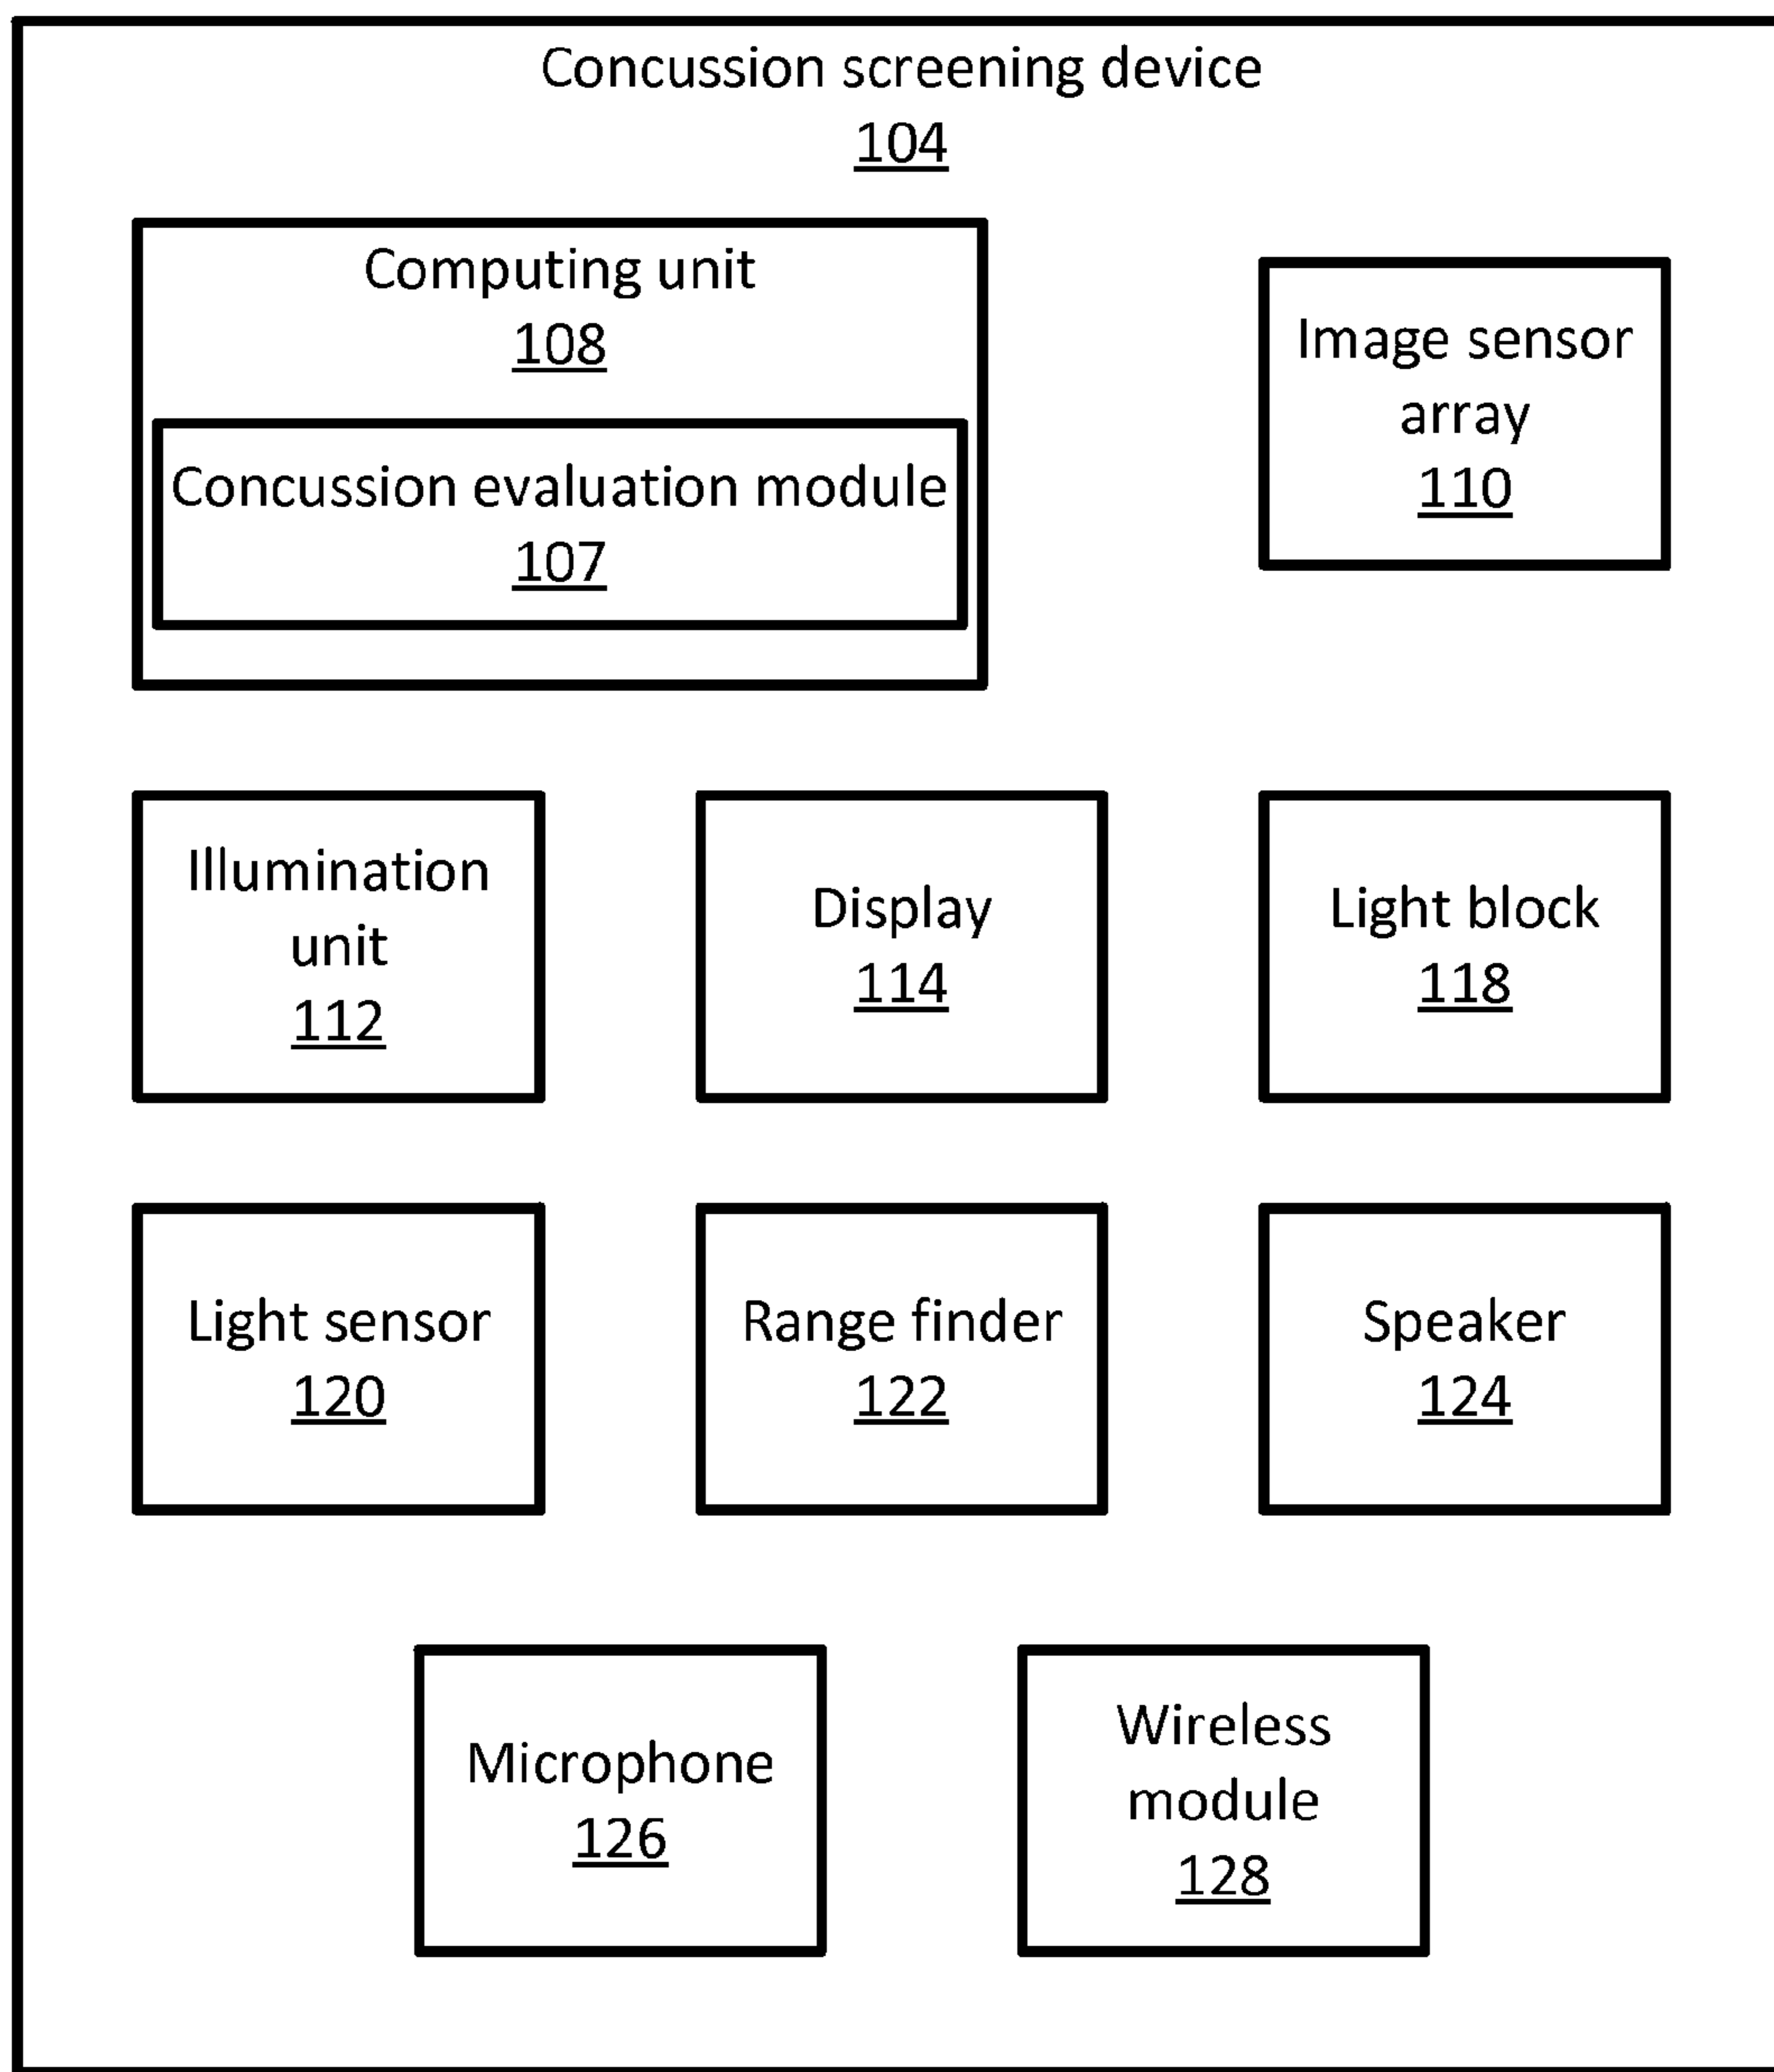 Concussion screening device
104
Computing unit
108
Concussion evaluation module
107
Image sensor
array
110
Illumination
unit
112
Display
114
Light block
118
Light sensor
120
Range finder
122
Speaker
124
Microphone
126
Wireless
module
128